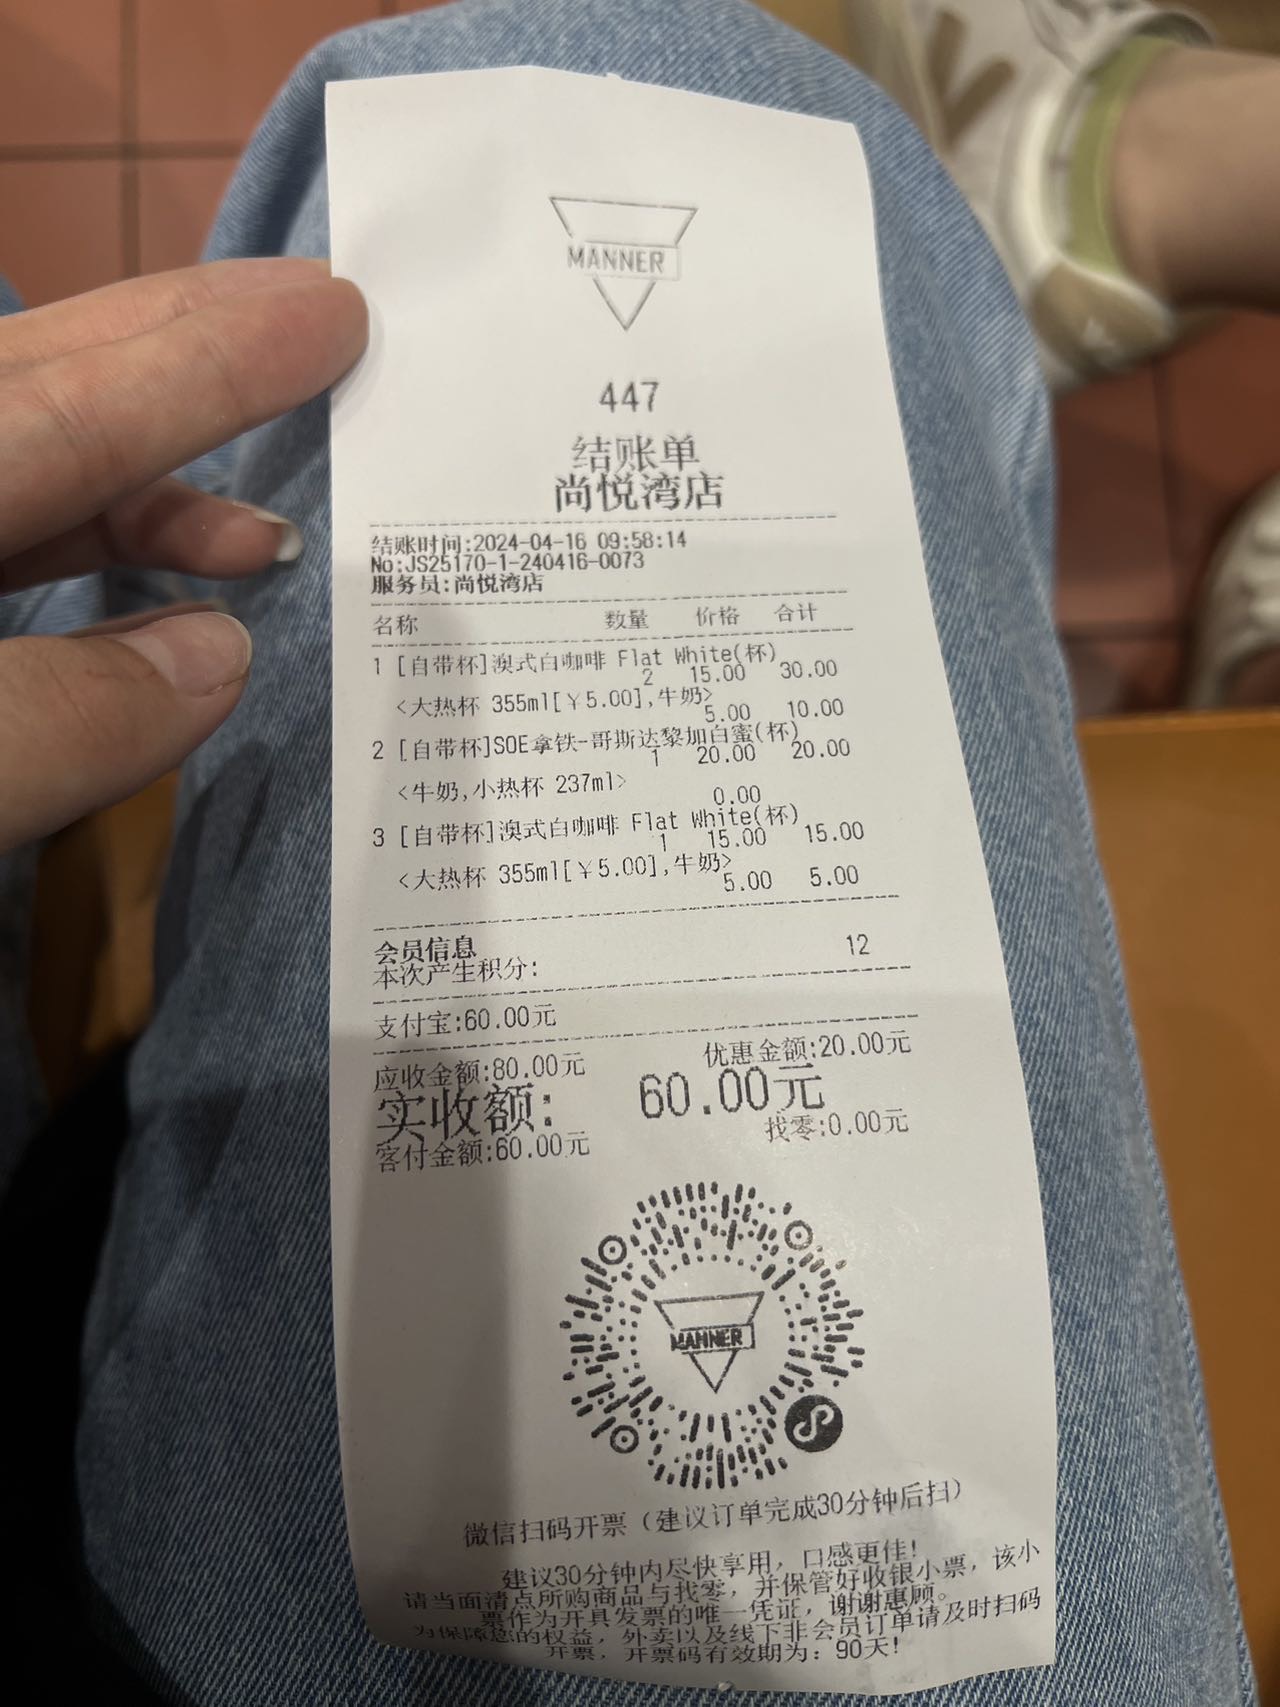 MANNER
447
结账单
尚悦湾店
结账时间:2024-04-16 09:58:14
No:JS25170-1-240416-0073
服务员:尚悦湾店
名称 数量 价格 合计
1 [自带杯]澳式白咖啡 Flat White(杯)
2 15.00 30.00
<大热杯 355ml[￥5.00],牛奶>
5.00 10.00
2 [自带杯]SOE拿铁-哥斯达黎加白蜜(杯)
1 20.00 20.00
<牛奶,小热杯 237ml>
0.00
3 [自带杯]澳式白咖啡 Flat White(杯)
1 15.00 15.00
<大热杯 355ml[￥5.00],牛奶>
5.00 5.00
会员信息
本次产生积分: 12
支付宝:60.00元
应收金额:80.00元 优惠金额:20.00元
实收额: 60.00元
客付金额:60.00元 找零:0.00元
MANNER
微信扫码开票（建议订单完成30分钟后扫）
建议30分钟内尽快享用，口感更佳！
请当面清点所购商品与找零，并保管好收银小票，该小
票作为开具发票的唯一凭证，谢谢惠顾。
为保障您的权益，外卖以及线下非会员订单请及时扫码
开票，开票码有效期为：90天！